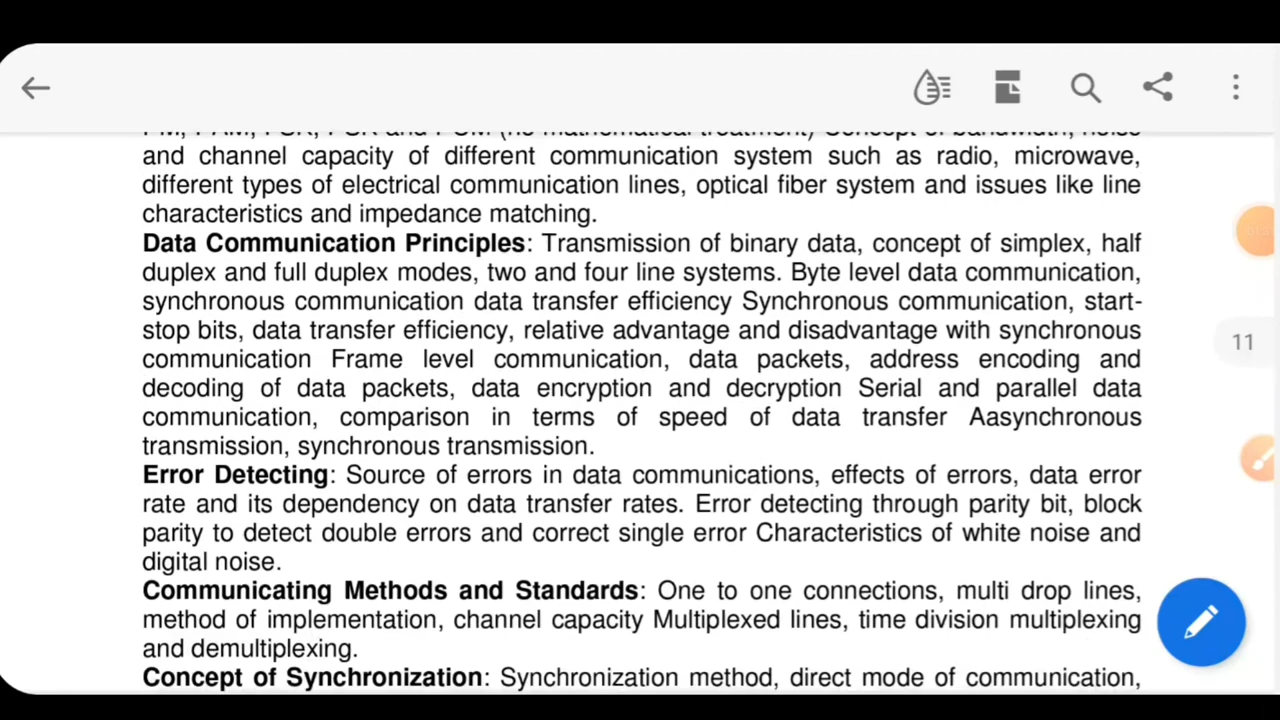 and channel capacity of different communication system such as radio, microwave,
different types of electrical communication lines, optical fiber system and issues like line
characteristics and impedance matching.
Data Communication Principles: Transmission of binary data, concept of simplex, half
duplex and full duplex modes, two and four line systems. Byte level data communication,
synchronous communication data transfer efficiency Synchronous communication, start-
stop bits, data transfer efficiency, relative advantage and disadvantage with synchronous
communication Frame level communication, data packets, address encoding and
decoding of data packets, data encryption and decryption Serial and parallel data
communication, comparison in terms of speed of data transfer Aasynchronous
transmission, synchronous transmission.
11
Error Detecting: Source of errors in data communications, effects of errors, data error
rate and its dependency on data transfer rates. Error detecting through parity bit, block
parity to detect double errors and correct single error Characteristics of white noise and
digital noise.
Communicating Methods and Standards: One to one connections, multi drop lines,
method of implementation, channel capacity Multiplexed lines, time division multiplexing
and demultiplexing.
Concept of Synchronization: Synchronization method, direct mode of communication,